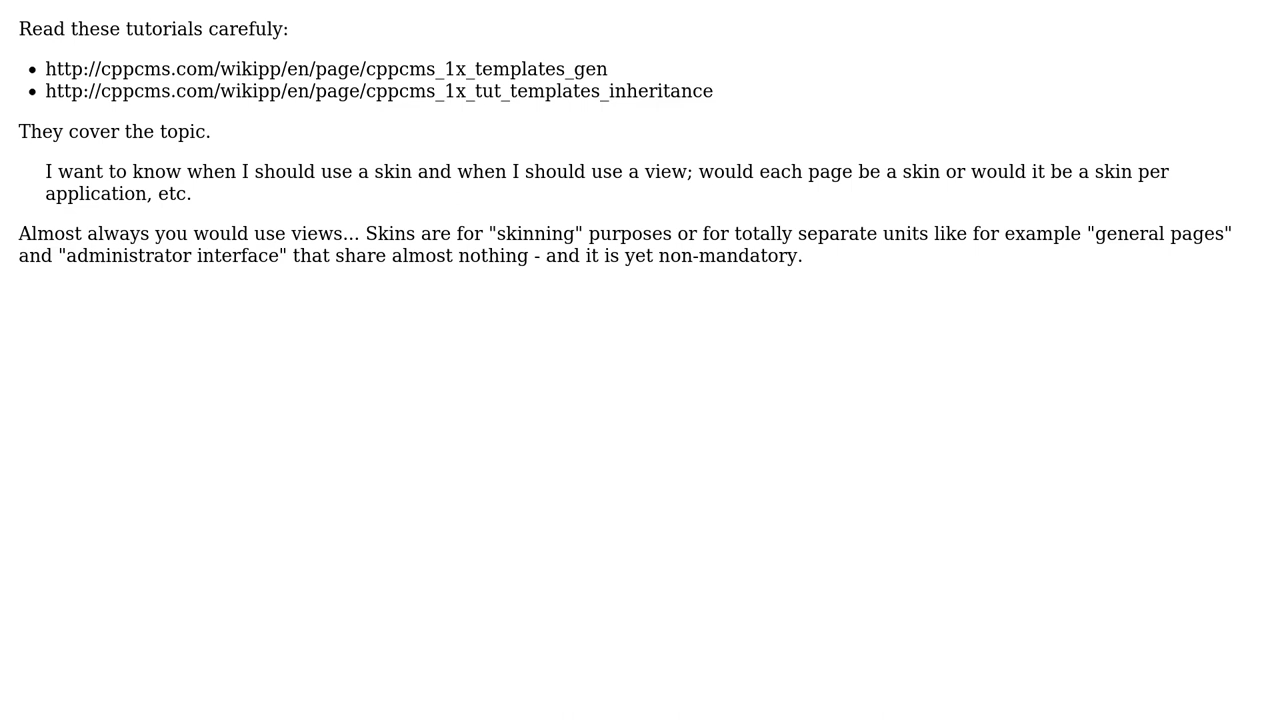 Read these tutorials carefuly:
http://cppcms.com/wikipp/en/page/cppcms_1x_templates_gen
http://cppcms.com/wikipp/en/page/cppcms_1x_tut_templates_inheritance
They cover the topic.
I want to know when I should use a skin and when I should use a view; would each page be a skin or would it be a skin per
application, etc.
Almost always you would use views... Skins are for "skinning" purposes or for totally separate units like for example "general pages"
and "administrator interface" that share almost nothing - and it is yet non-mandatory.